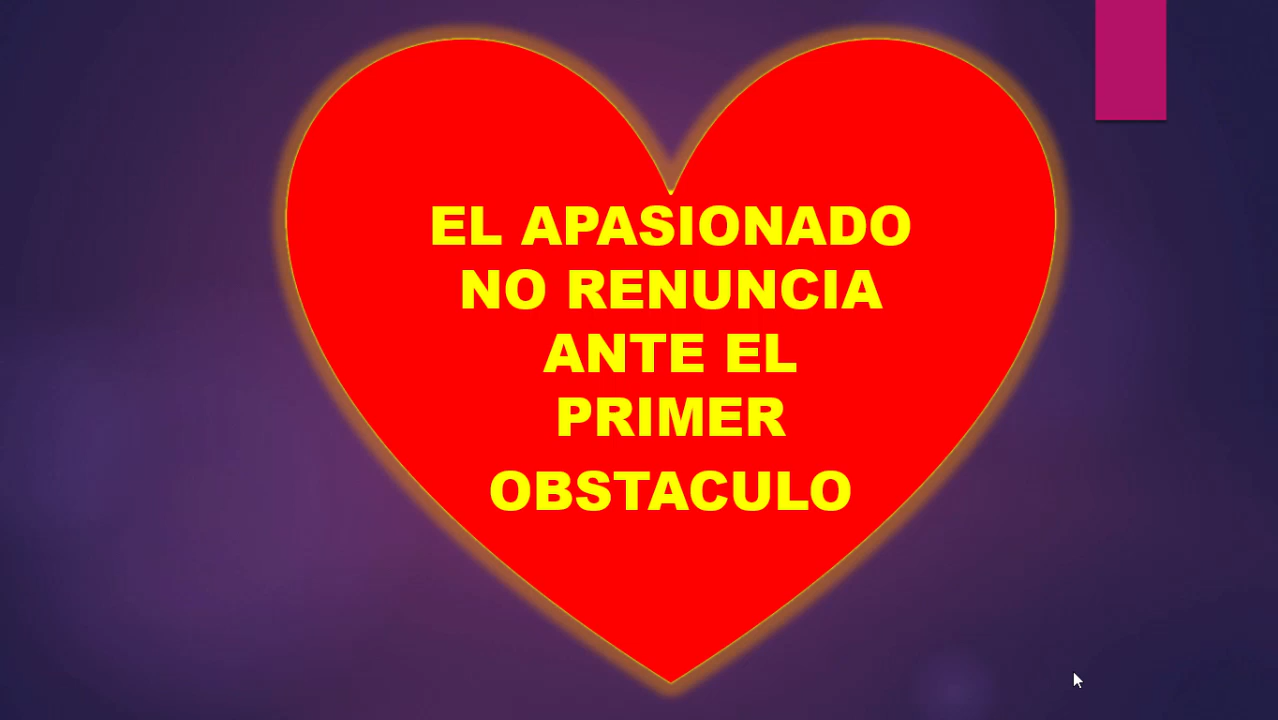 EL APASIONADO
NO RENUNCIA
ANTE EL
PRIMER
OBSTACULO